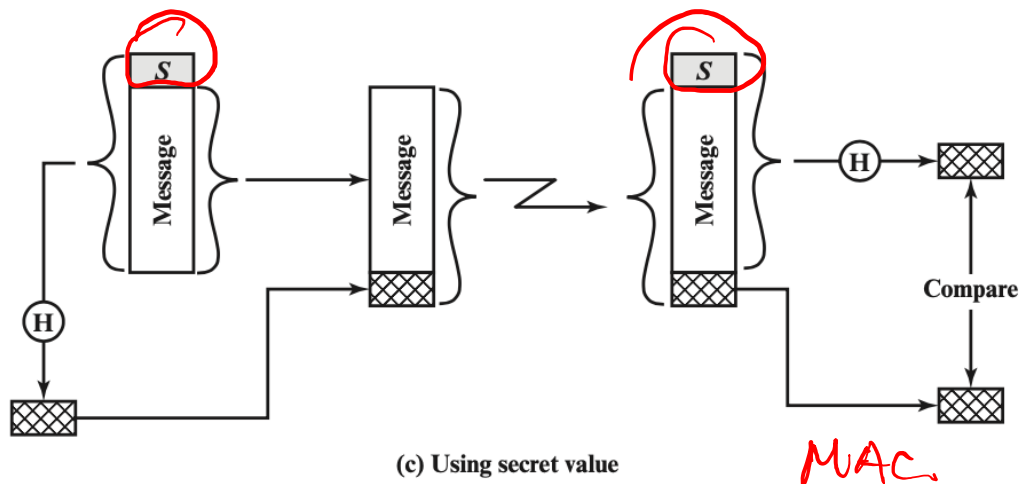 S
Message
H
Message
S
Message
H
Compare
(c) Using secret value
MAC